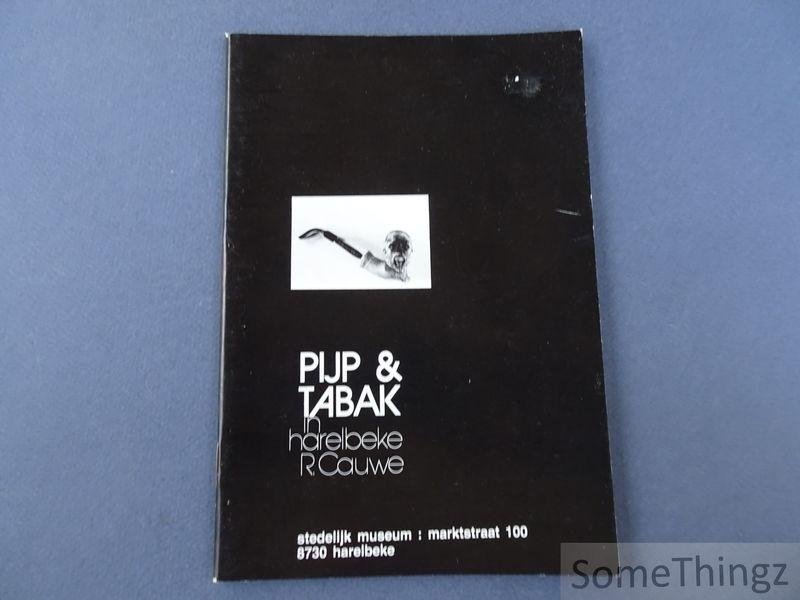 PIJP &
TABAK
in
harelbeke
R. Cauwe
stedelijk museum : marktstraat 100
8730 harelbeke
SomeThingz